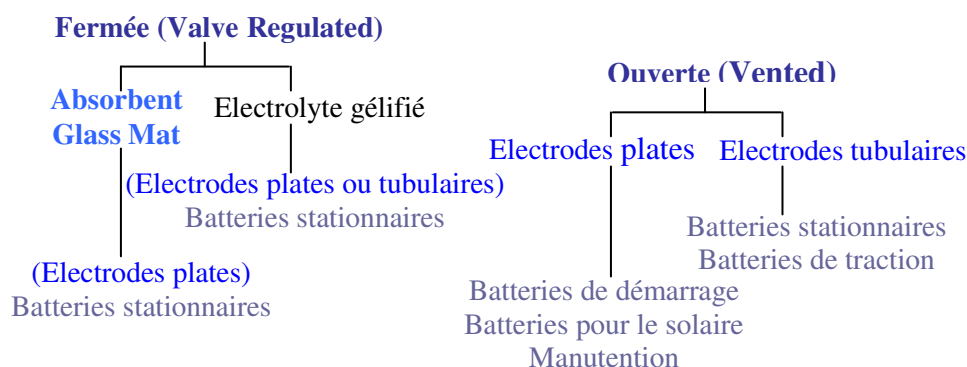 Fermée (Valve Regulated)
Absorbent
Glass Mat
Electrolyte gélifié
(Electrodes plates ou tubulaires)
Batteries stationnaires
(Electrodes plates)
Batteries stationnaires
Ouverte (Vented)
Electrodes plates
Electrodes tubulaires
Batteries stationnaires
Batteries de traction
Batteries de démarrage
Batteries pour le solaire
Manutention